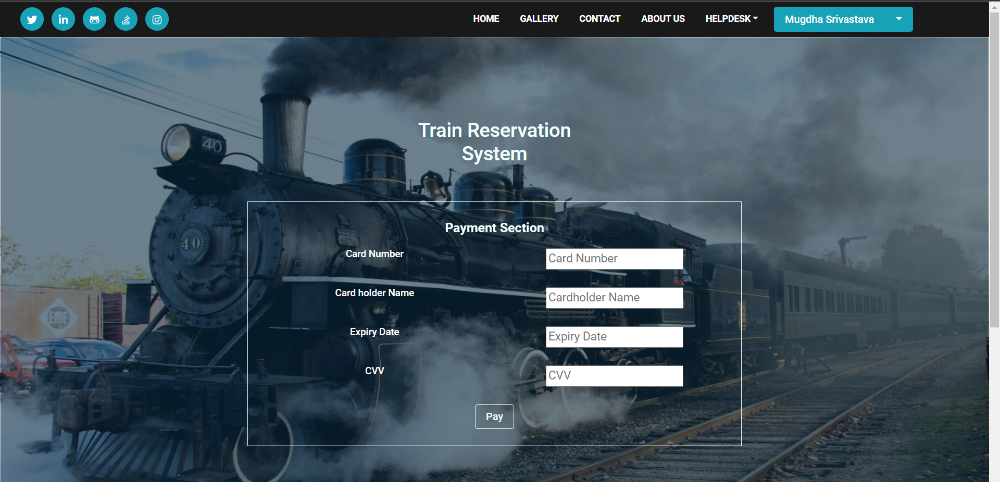 HOME GALLERY CONTACT ABOUT US HELPDESK Mugdha Srivastava
Train Reservation
System
40
40
Payment Section
Card Number Card Number
Card holder Name Cardholder Name
Expiry Date Expiry Date
CVV CVV
Pay
ERIE